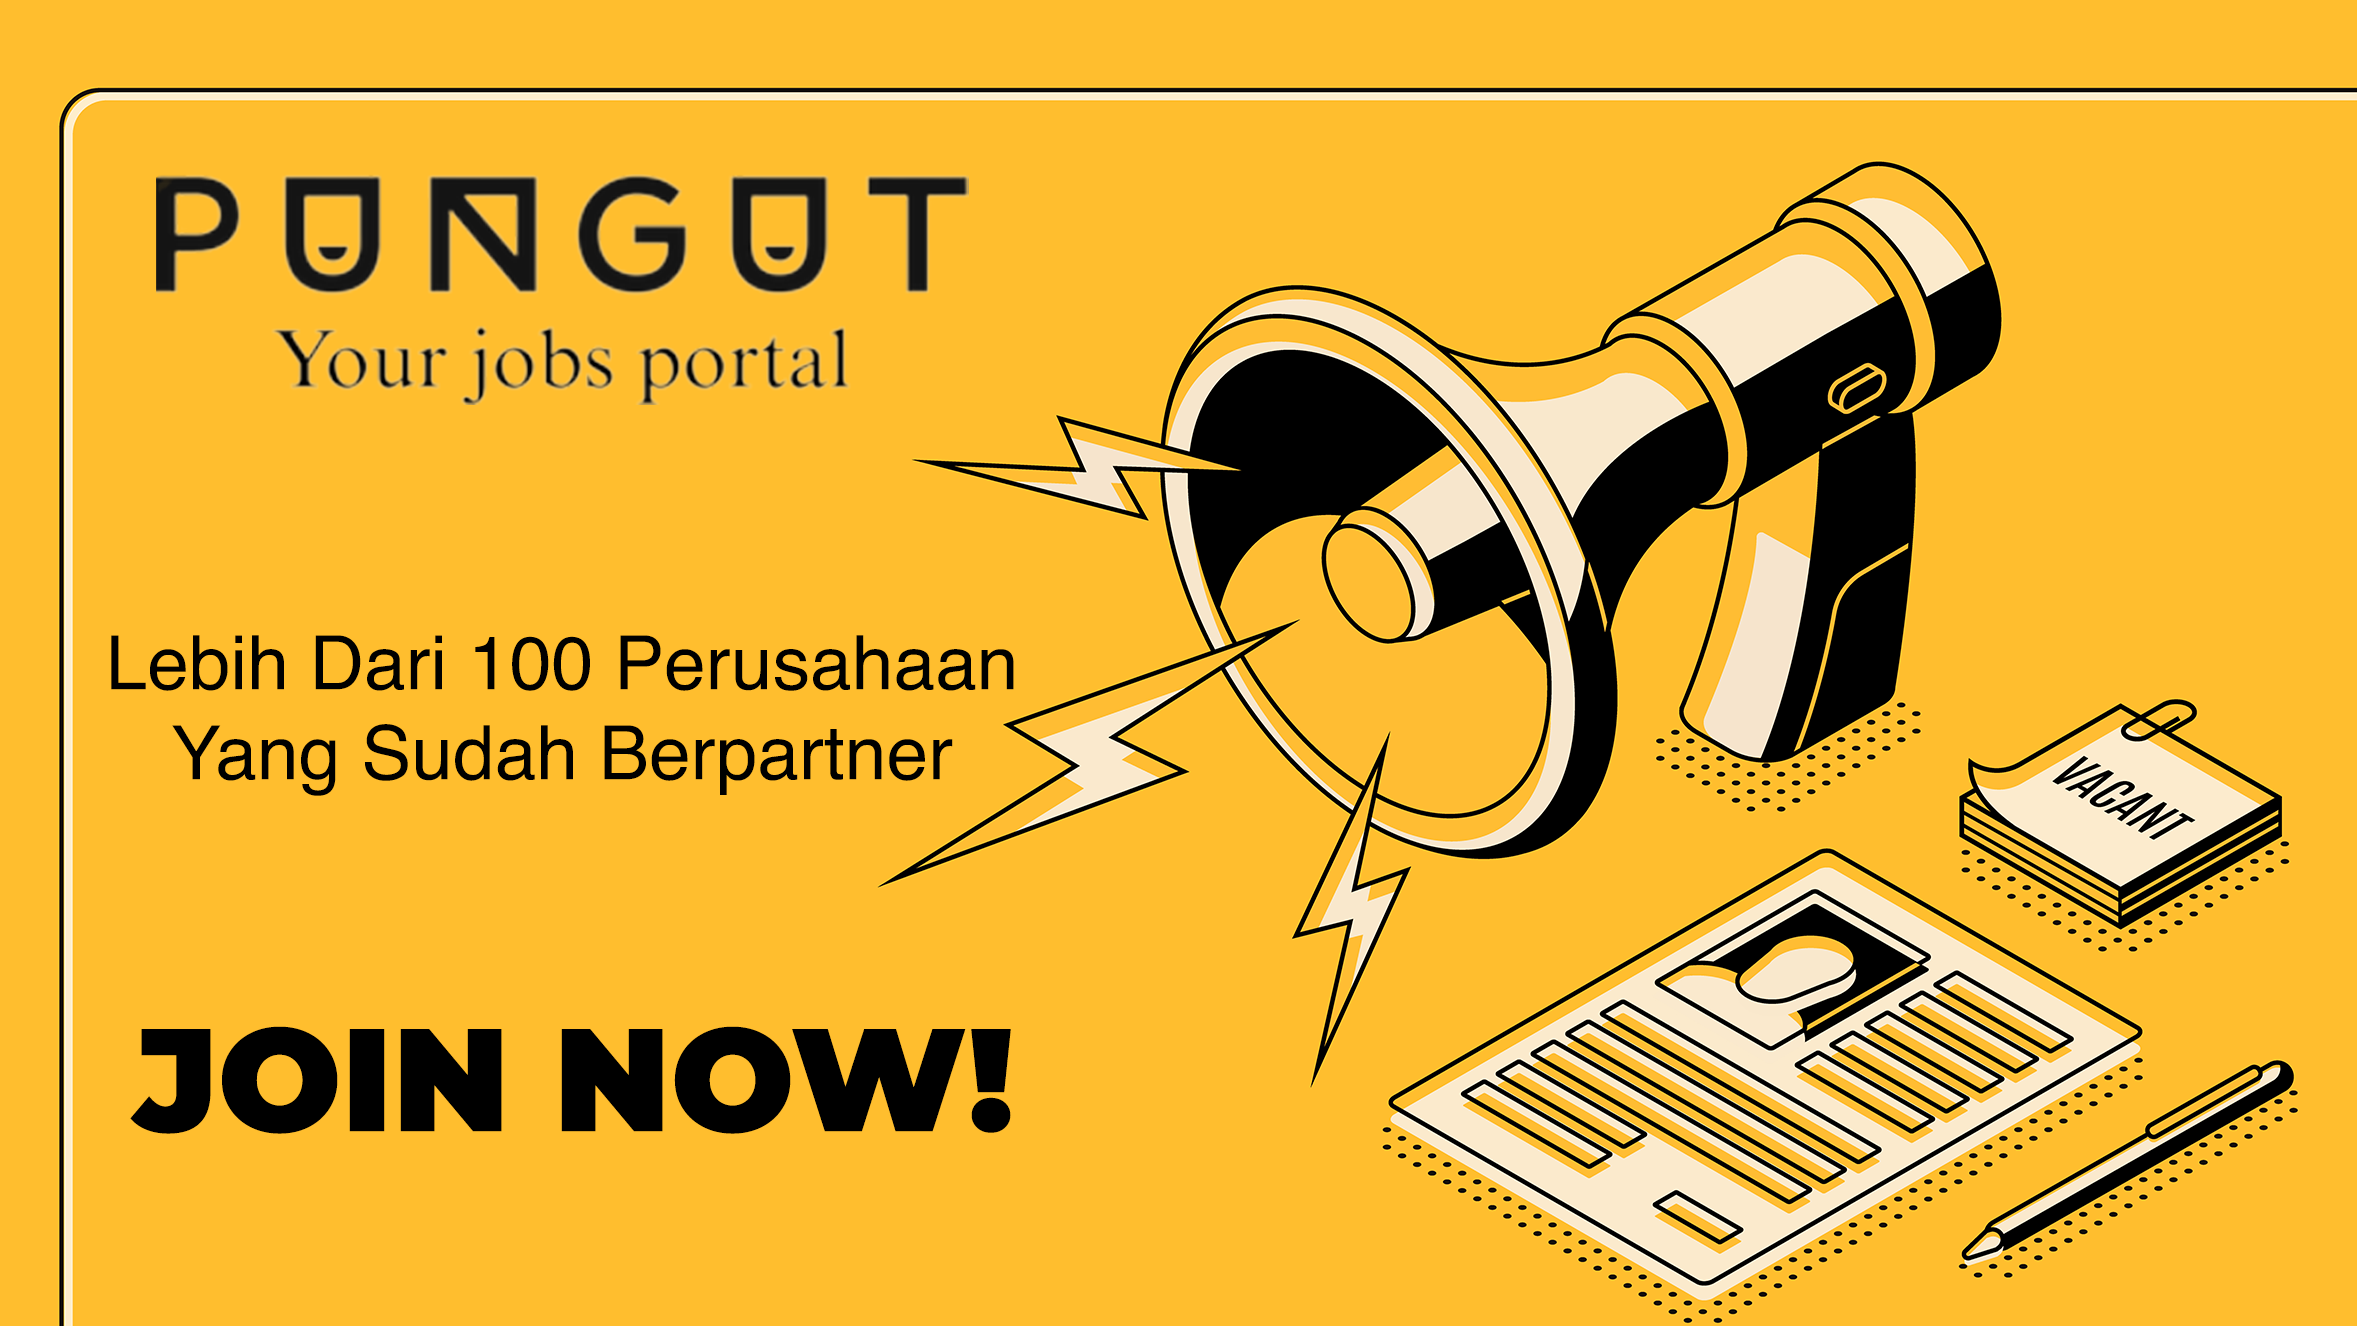 PUNGUT
Your jobs portal
Lebih Dari 100 Perusahaan
Yang Sudah Berpartner
JOIN NOW!
VACANT